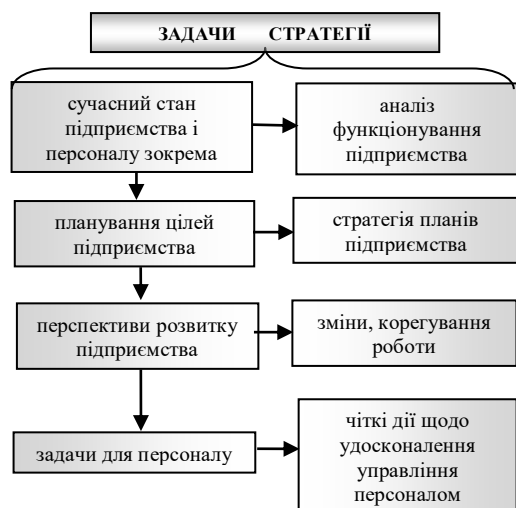 ЗАДАЧИ СТРАТЕГІЇ
сучасний стан
підприємства і
персоналу зокрема
аналіз
функціонування
підприємства
планування цілей
підприємства
стратегія планів
підприємства
перспективи розвитку
підприємства
зміни, корегування
роботи
задачи для персоналу
чіткі дії щодо
удосконалення
управління
персоналом